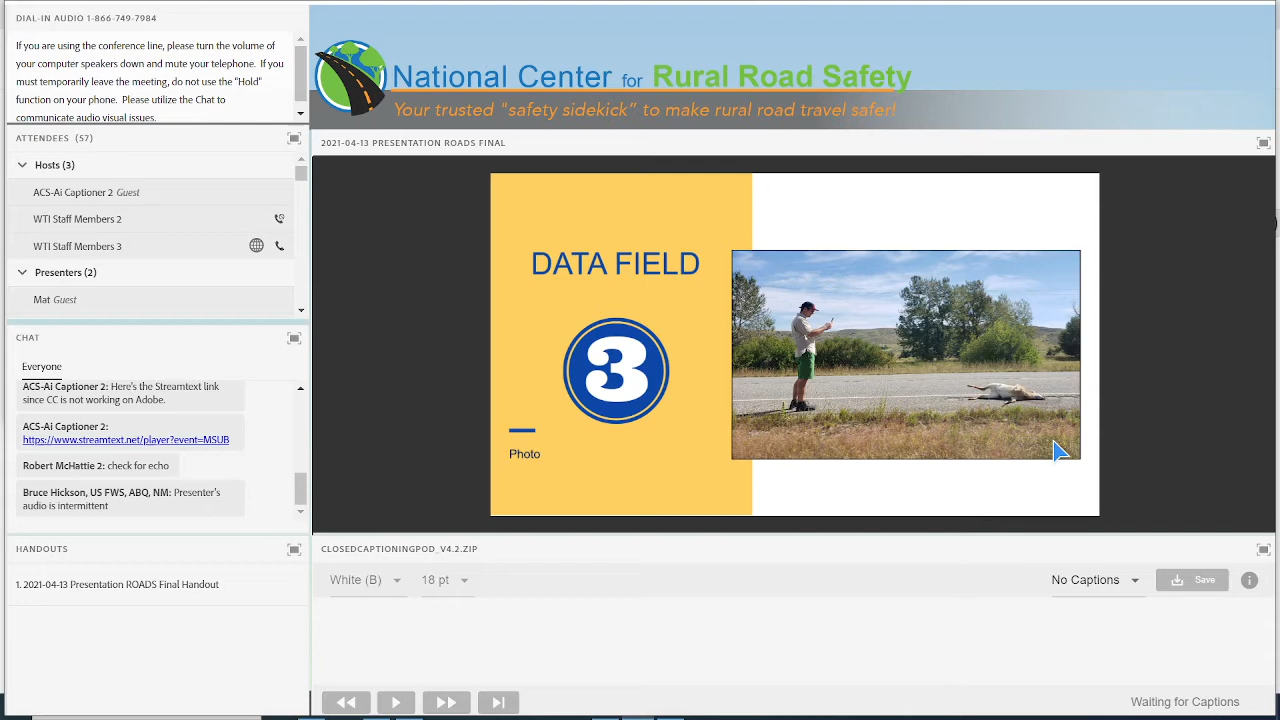 DIAL-IN AUDIO 1-866-749-7984
If you are using the conference line, please turn the volume of
your computer speakers down and mute your telephone. If you
must temporarily leave the meeting, do not use the "Hold"
function on your phone. Please utilize the Chat to
communicate audio visual issues.
ATTENDEES (57)
Hosts (3)
ACS-Ai Captioner 2 Guest
WTI Staff Members 2
WTI Staff Members 3
Presenters (2)
Mat Guest
CHAT
Everyone
ACS-Ai Captioner 2: Here's the Streamtext link
since CC is not working on Adobe.
ACS-Ai Captioner 2:
https://www.streamtext.net/player?event=MSUB
Robert McHattie 2: check for echo
Bruce Hickson, US FWS, ABQ, NM: Presenter's
audio is intermittent
HANDOUTS
1. 2021-04-13 Presentation ROADS Final Handout
National Center for Rural Road Safety
Your trusted "safety sidekick" to make rural road travel safer!
2021-04-13 PRESENTATION ROADS FINAL
DATA FIELD
3
Photo
CLOSEDCAPTIONINGPOD_V4.2.ZIP
White (B)
18 pt
No Captions
Save
Waiting for Captions